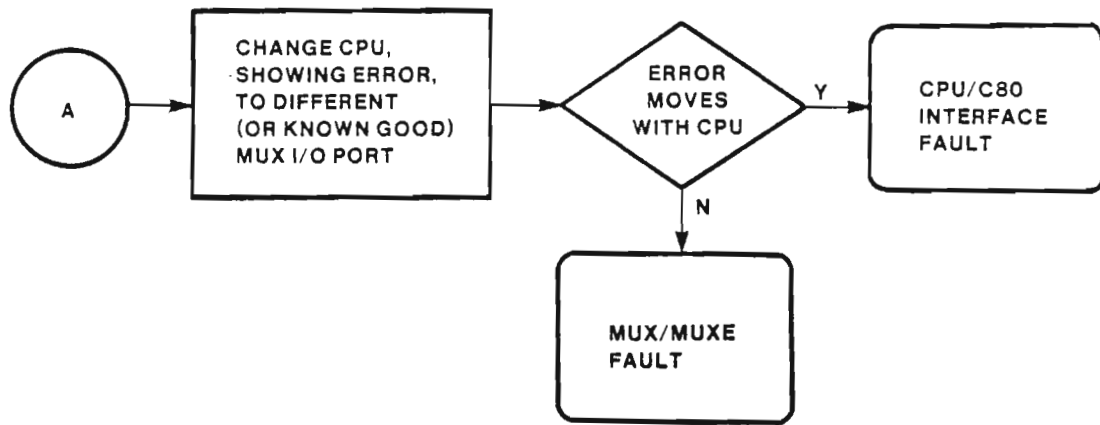 A
CHANGE CPU,
SHOWING ERROR,
TO DIFFERENT
(OR KNOWN GOOD)
MUX I/O PORT
ERROR
MOVES
WITH CPU
Y
CPU/C80
INTERFACE
FAULT
N
MUX/MUXE
FAULT